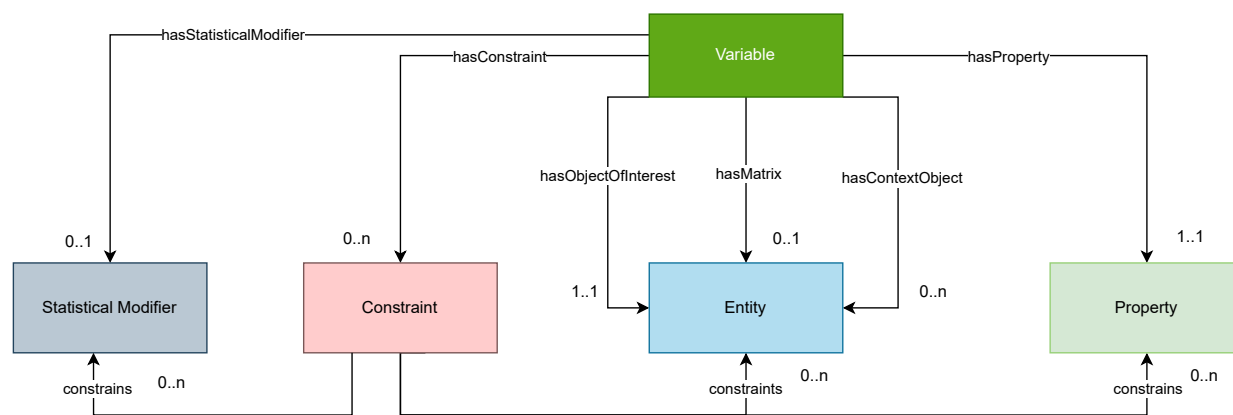 hasStatisticalModifier
Variable
hasConstraint
hasProperty
hasObjectOfInterest
hasMatrix
hasContextObject
0..1
0..n
0..1
1..1
1..1
0..n
Statistical Modifier
Constraint
Entity
Property
constrains
0..n
constraints
0..n
constrains
0..n